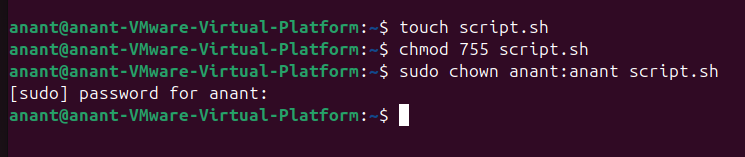 anant@anant-VMware-Virtual-Platform:~$ touch script.sh
anant@anant-VMware-Virtual-Platform:~$ chmod 755 script.sh
anant@anant-VMware-Virtual-Platform:~$ sudo chown anant:anant script.sh
[sudo] password for anant:
anant@anant-VMware-Virtual-Platform:~$